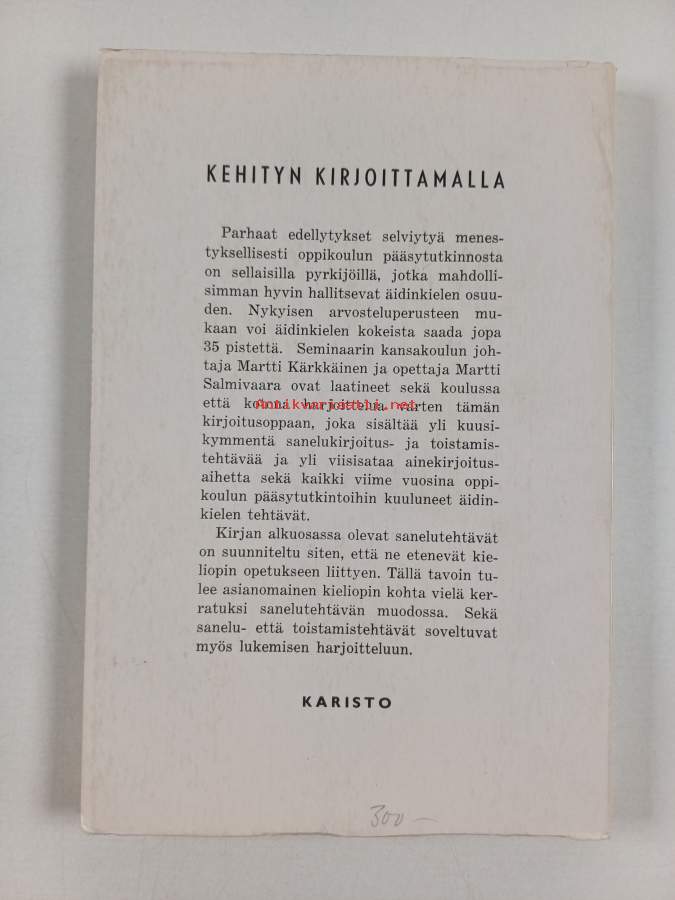 KEHITYN KIRJOITTAMALLA
Parhaat edellytykset selviytyä menes-
tyksellisesti oppikoulun pääsytutkinnosta
on sellaisilla pyrkijöillä, jotka mahdolli-
simman hyvin hallitsevat äidinkielen osuu-
den. Nykyisen arvosteluperusteen mu-
kaan voi äidinkielen kokeista saada jopa
35 pistettä. Seminaarin kansakoulun joh-
taja Martti Kärkkäinen ja opettaja Martti
Salmivaara ovat laatineet sekä koulussa
että kotona harjoittelua varten tämän
Antikvariaatti.net
kirjoitusoppaan, joka sisältää yli kuusi-
kymmentä sanelukirjoitus- ja toistamis-
tehtävää ja yli viisisataa ainekirjoitus-
aihetta sekä kaikki viime vuosina oppi-
koulun pääsytutkintoihin kuuluneet äidin-
kielen tehtävät.
Kirjan alkuosassa olevat sanelutehtävät
on suunniteltu siten, että ne etenevät kie-
liopin opetukseen liittyen. Tällä tavoin tu-
lee asianomainen kieliopin kohta vielä ker-
ratuksi sanelutehtävän muodossa. Sekä
sanelu- että toistamistehtävät soveltuvat
myös lukemisen harjoitteluun.
KARISTO
300 —